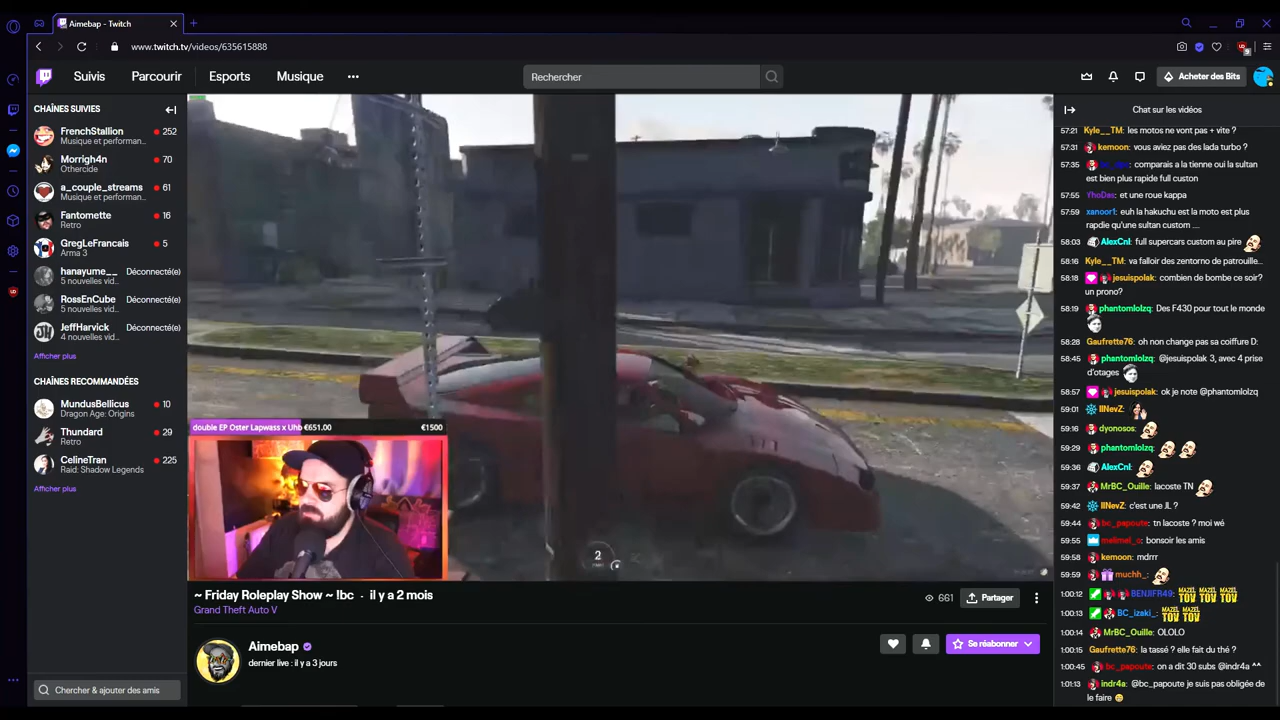 Aimebap - Twitch
www.twitch.tv/videos/635615888
Suivis Parcourir Esports Musique
Rechercher
Acheter des Bits
CHAÎNES SUIVIES
FrenchStallion 252
Musique et performan...
Morrigh4n 70
Othercide
a_couple_streams 61
Musique et performan...
Fantomette 16
Retro
GregLeFrancais 5
Arma 3
hanayume__ Déconnecté(e)
5 nouvelles vid...
RossEnCube Déconnecté(e)
5 nouvelles vid...
JeffHarvick Déconnecté(e)
4 nouvelles vid...
Afficher plus
CHAÎNES RECOMMANDÉES
MundusBellicus 10
Dragon Age: Origins
Thundard 29
Retro
CelineTran 225
Raid: Shadow Legends
Afficher plus
Chercher & ajouter des amis
double EP Oster Lapwass x Uhb €651.00 €1500
2
~ Friday Roleplay Show ~ !bc · il y a 2 mois
Grand Theft Auto V
661 Partager
Aimebap
dernier live : il y a 3 jours
Se réabonner
Chat sur les vidéos
57:21 Kyle__TM: les motos ne vont pas + vite ?
57:31 kemoon: vous aviez pas des lada turbo ?
57:35 comparais a la tienne oui la sultan
est bien plus rapide full custon
57:55 YhoDas: et une roue kappa
57:59 xanoor1: euh la hakuchu est la moto est plus
rapdie qu'une sultan custom ....
58:03 AlexCnl: full supercars custom au pire
58:16 Kyle__TM: va falloir des zentorno de patrouille...
58:18 jesuispolak: combien de bombe ce soir?
un prono?
58:19 phantomlolzq: Des F430 pour tout le monde
58:28 Gaufrette76: oh non change pas sa coiffure D:
58:45 phantomlolzq: @jesuispolak 3, avec 4 prise
d'otages
58:57 jesuispolak: ok je note @phantomlolzq
59:01 IlNevZ:
59:16 dyonosos:
59:29 phantomlolzq:
59:36 AlexCnl:
59:37 MrBC_Ouille: lacoste TN
59:42 IlNevZ: c'est une JL ?
59:44 bc_papoute: tn lacoste ? moi wé
59:55 melimel_c: bonsoir les amis
59:58 kemoon: mdrrr
59:59 muchh_:
1:00:12 BENJIFR49: MAZEL TOV MAZEL TOV MAZEL TOV
1:00:13 BC_izaki_: MAZEL TOV MAZEL TOV
1:00:14 MrBC_Ouille: OLOLO
1:00:15 Gaufrette76: la tassé ? elle fait du thé ?
1:00:45 bc_papoute: on a dit 30 subs @indr4a ^^
1:01:13 indr4a: @bc_papoute je suis pas obligée de
le faire